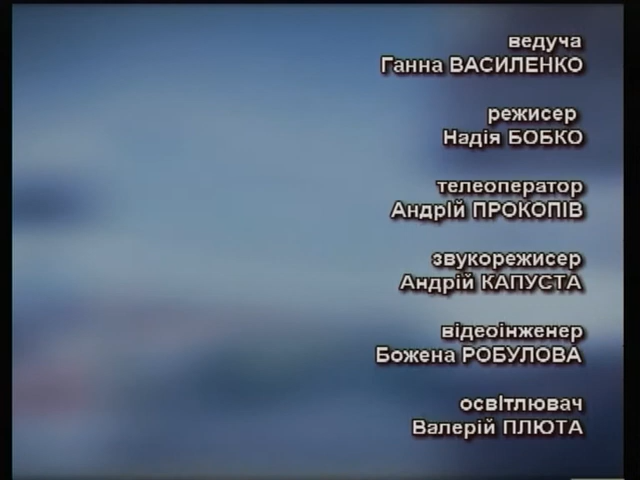 ведуча
Ганна ВАСИЛЕНКО
режисер
Надія БОБКО
телеоператор
Андрій ПРОКОПІВ
звукорежисер
Андрій КАПУСТА
відеоінженер
Божена РОБУЛОВА
освітлювач
Валерій ПЛЮТА